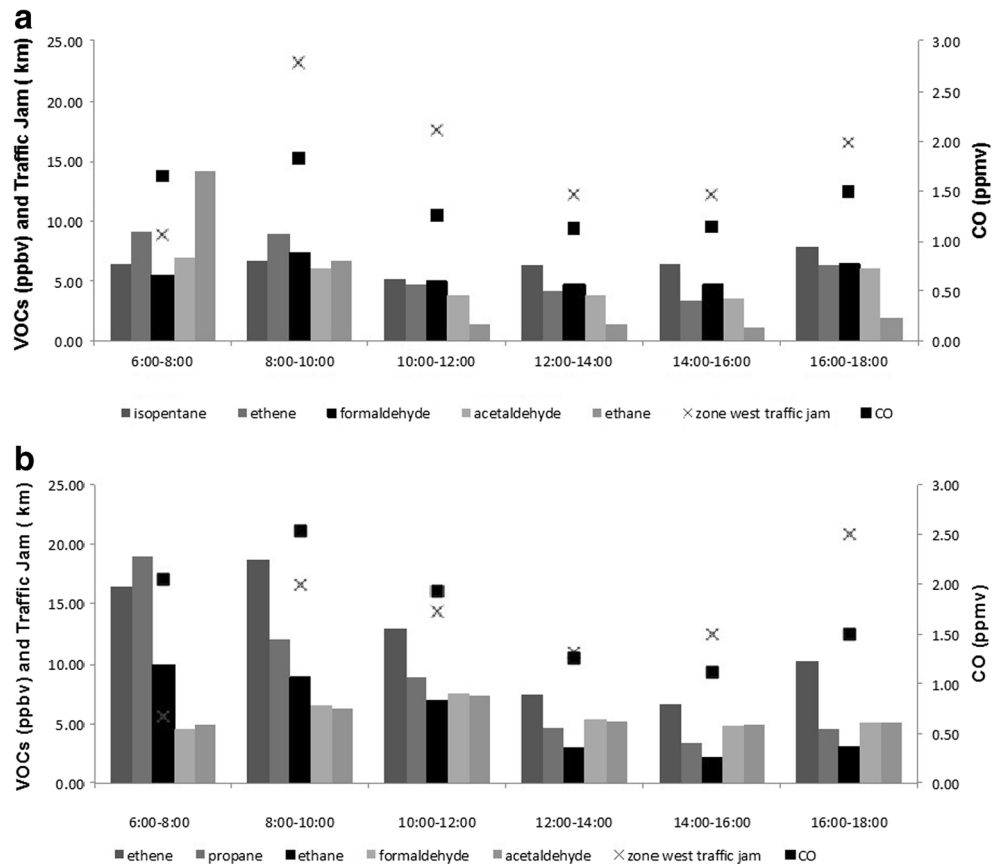 a
VOCs (ppbv) and Traffic Jam ( km)
25.00
20.00
15.00
10.00
5.00
0.00
3.00
2.50
2.00
1.50
1.00
0.50
0.00
CO (ppmv)
6:00-8:00 8:00-10:00 10:00-12:00 12:00-14:00 14:00-16:00 16:00-18:00
isopentane ethene formaldehyde acetaldehyde ethane zone west traffic jam CO
b
VOCs (ppbv) and Traffic Jam ( km)
25.00
20.00
15.00
10.00
5.00
0.00
3.00
2.50
2.00
1.50
1.00
0.50
0.00
CO (ppmv)
6:00-8:00 8:00-10:00 10:00-12:00 12:00-14:00 14:00-16:00 16:00-18:00
ethene propane ethane formaldehyde acetaldehyde zone west traffic jam CO